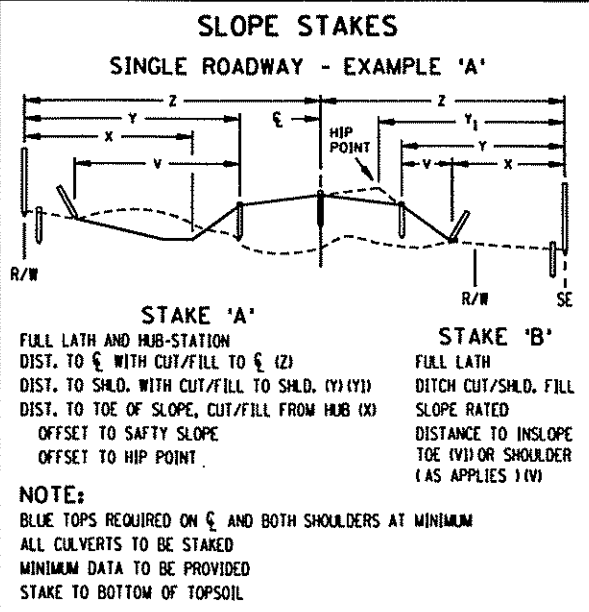 SLOPE STAKES
SINGLE ROADWAY - EXAMPLE 'A'
Z ℄ Z
Y Y1
X HIP POINT Y
V V X
R/W R/W SE
STAKE 'A'
FULL LATH AND HUB-STATION
DIST. TO ℄ WITH CUT/FILL TO ℄ (Z)
DIST. TO SHLD. WITH CUT/FILL TO SHLD. (Y)(Y1)
DIST. TO TOE OF SLOPE, CUT/FILL FROM HUB (X)
OFFSET TO SAFTY SLOPE
OFFSET TO HIP POINT
STAKE 'B'
FULL LATH
DITCH CUT/SHLD. FILL
SLOPE RATED
DISTANCE TO INSLOPE
TOE (V1) OR SHOULDER
(AS APPLIES )(V)
NOTE:
BLUE TOPS REQUIRED ON ℄ AND BOTH SHOULDERS AT MINIMUM
ALL CULVERTS TO BE STAKED
MINIMUM DATA TO BE PROVIDED
STAKE TO BOTTOM OF TOPSOIL